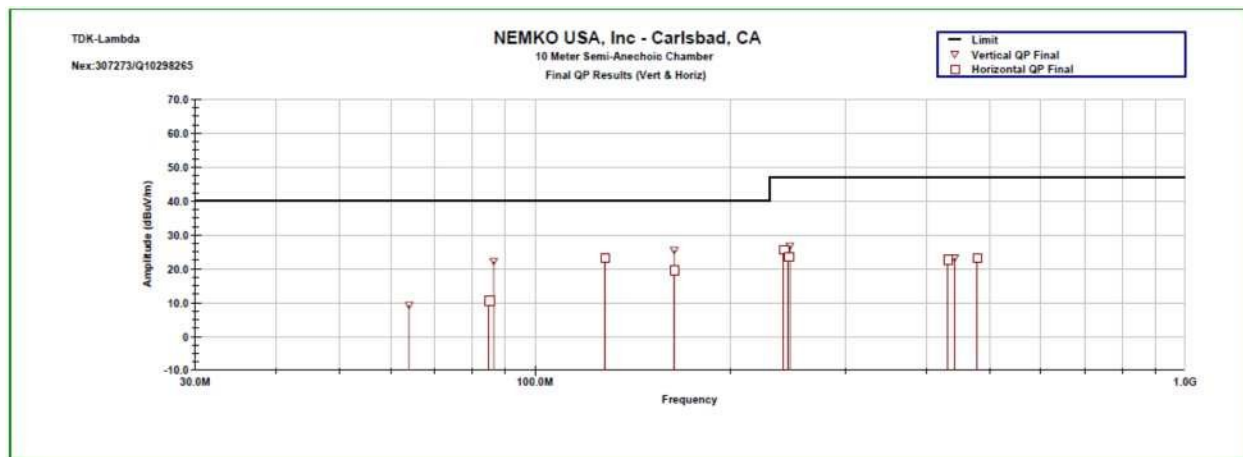 TDK-Lambda
Nex:307273/Q10298265
NEMKO USA, Inc - Carlsbad, CA
10 Meter Semi-Anechoic Chamber
Final QP Results (Vert & Horiz)
Limit
Vertical QP Final
Horizontal QP Final
Amplitude (dBuV/m)
70.0
60.0
50.0
40.0
30.0
20.0
10.0
0
-10.0
30.0M
100.0M
1.0G
Frequency